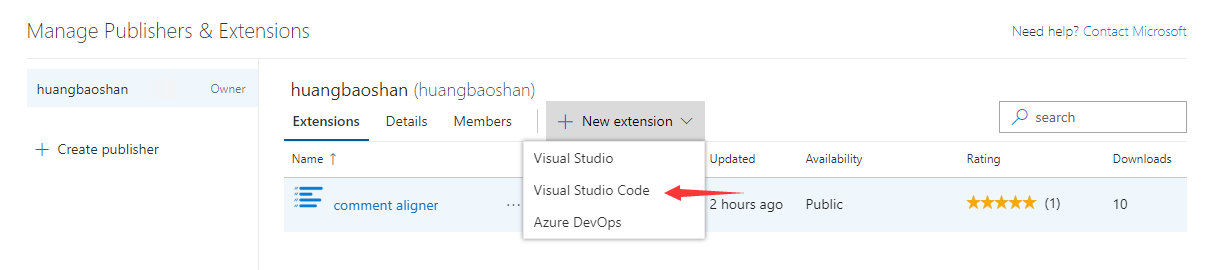 Manage Publishers & Extensions
Need help? Contact Microsoft
huangbaoshan Owner
huangbaoshan (huangbaoshan)
Extensions Details Members + New extension
search
+ Create publisher
Name ↑ Updated Availability Rating Downloads
Visual Studio
Visual Studio Code
Azure DevOps
comment aligner ... 2 hours ago Public ★★★★★ (1) 10